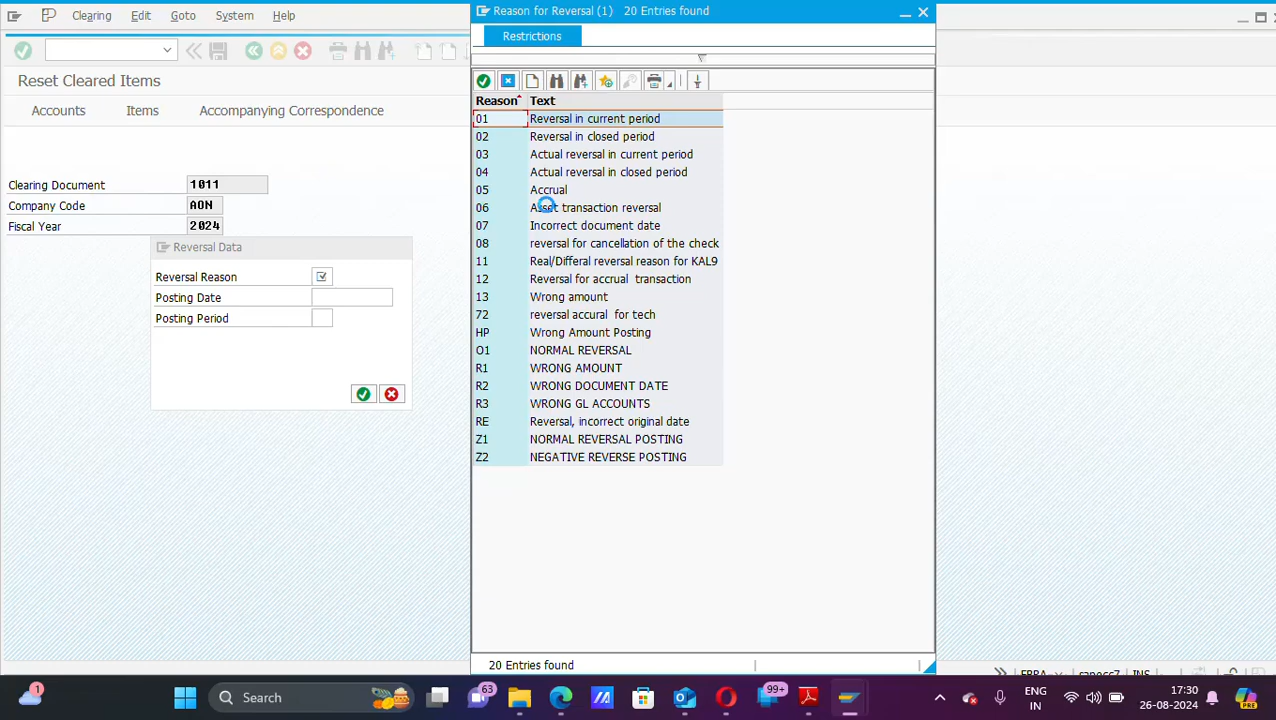 Clearing Edit Goto System Help
Reset Cleared Items
Accounts Items Accompanying Correspondence
Clearing Document 1011
Company Code AON
Fiscal Year 2024
Reversal Data
Reversal Reason
Posting Date
Posting Period
Reason for Reversal (1) 20 Entries found
Restrictions
Reason Text
01 Reversal in current period
02 Reversal in closed period
03 Actual reversal in current period
04 Actual reversal in closed period
05 Accrual
06 Asset transaction reversal
07 Incorrect document date
08 reversal for cancellation of the check
11 Real/Differal reversal reason for KAL9
12 Reversal for accrual transaction
13 Wrong amount
72 reversal accural for tech
HP Wrong Amount Posting
O1 NORMAL REVERSAL
R1 WRONG AMOUNT
R2 WRONG DOCUMENT DATE
R3 WRONG GL ACCOUNTS
RE Reversal, incorrect original date
Z1 NORMAL REVERSAL POSTING
Z2 NEGATIVE REVERSE POSTING
20 Entries found
INS
1 Search 63 99+ ENG IN 17:30 26-08-2024 PRE